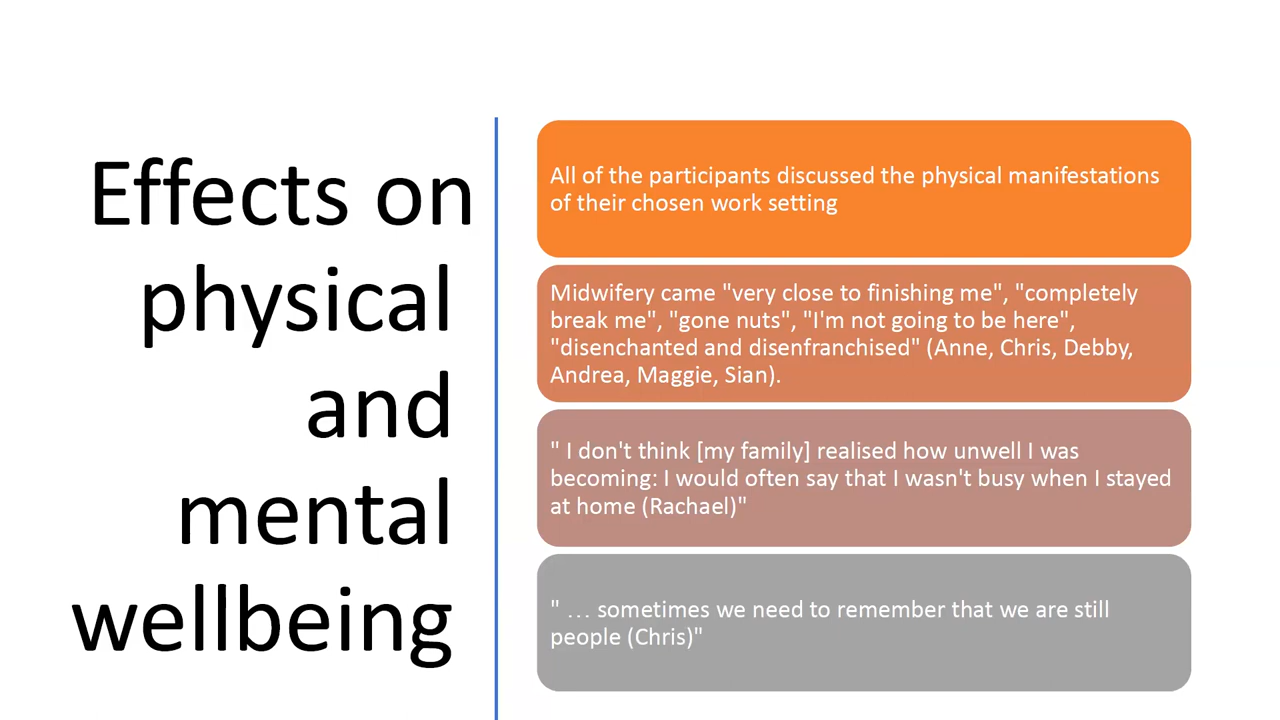 Effects on
physical
and
mental
wellbeing
All of the participants discussed the physical manifestations
of their chosen work setting
Midwifery came "very close to finishing me", "completely
break me", "gone nuts", "I'm not going to be here",
"disenchanted and disenfranchised" (Anne, Chris, Debby,
Andrea, Maggie, Sian).
" I don't think [my family] realised how unwell I was
becoming: I would often say that I wasn't busy when I stayed
at home (Rachael)"
" … sometimes we need to remember that we are still
people (Chris)"